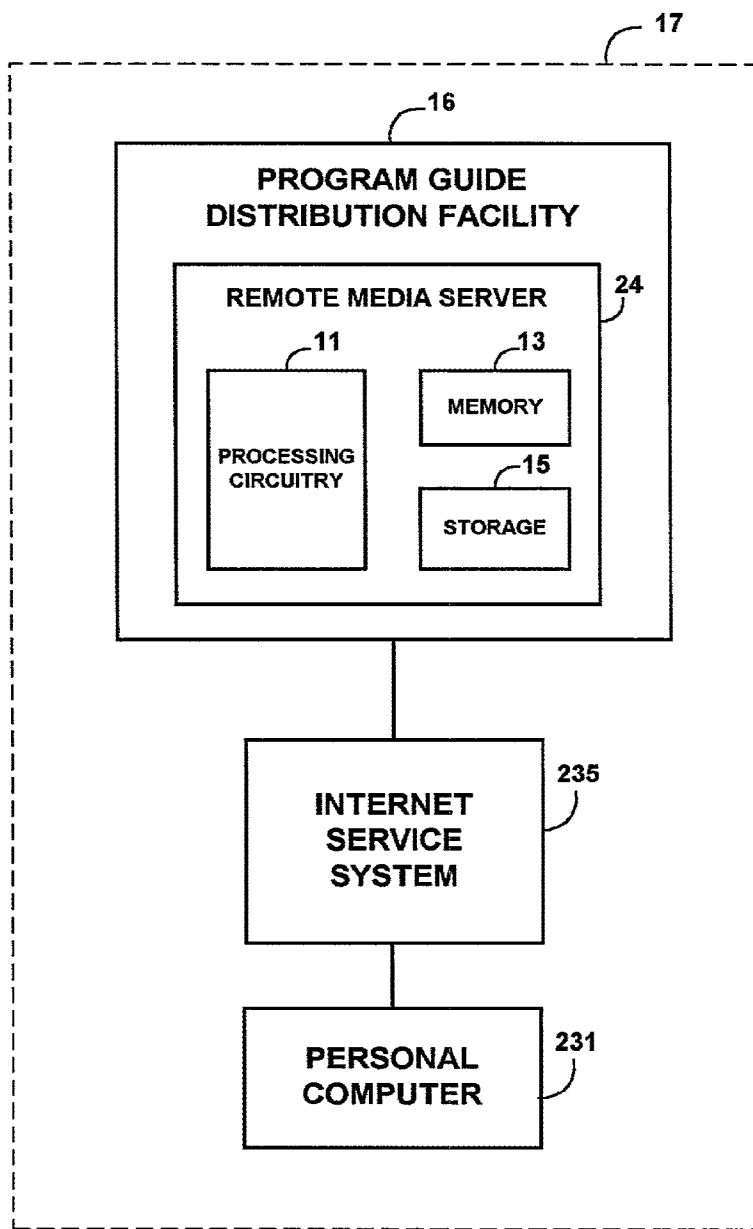 17
16
PROGRAM GUIDE
DISTRIBUTION FACILITY
REMOTE MEDIA SERVER
24
11
13
PROCESSING
CIRCUITRY
MEMORY
15
STORAGE
INTERNET
SERVICE
SYSTEM
235
PERSONAL
COMPUTER
231